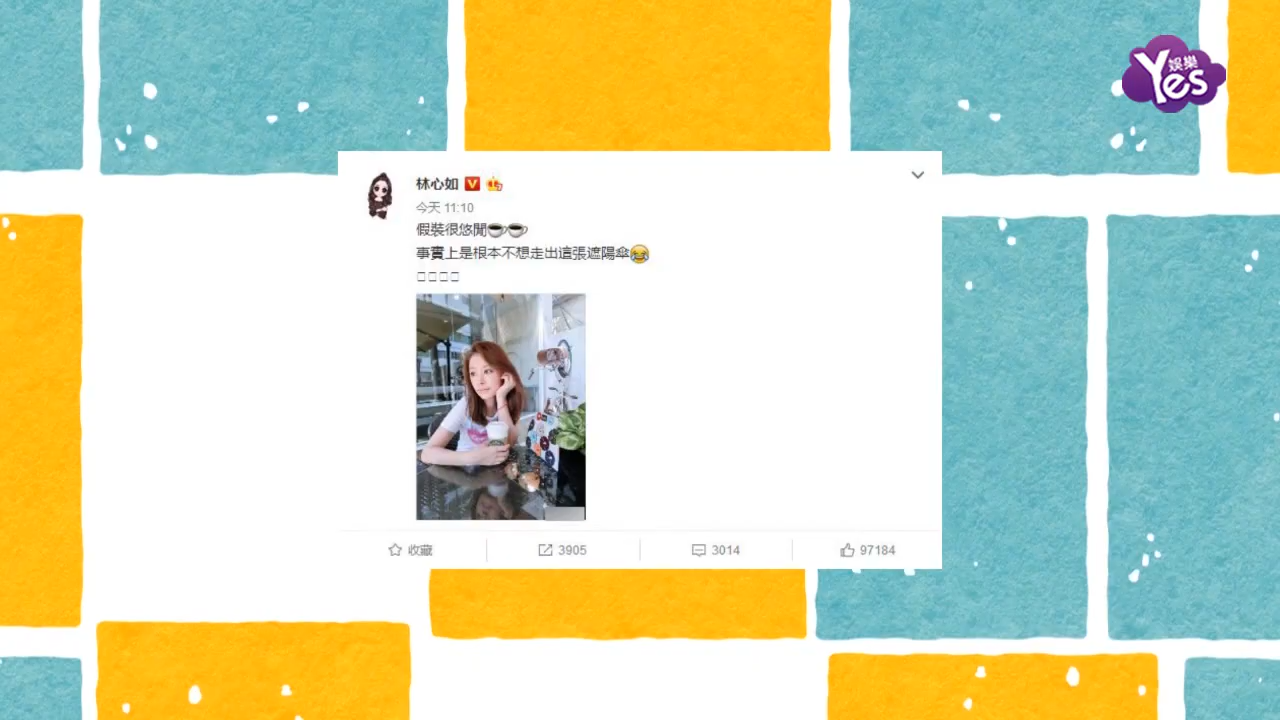 Yes 娛樂
林心如
今天 11:10
假裝很悠閒☕☕
事實上是根本不想走出這張遮陽傘😂
收藏
3905
3014
97184